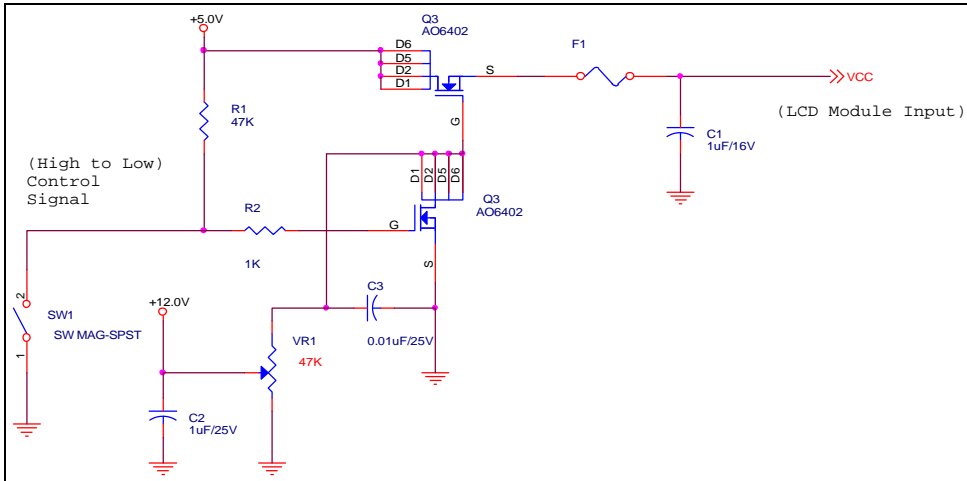 Q3
AO6402
+5.0V
D6
D5
D2
D1
S
G
F1
VCC
(LCD Module Input)
R1
47K
C1
1uF/16V
(High to Low)
Control
Signal
D1
D2
D5
D6
Q3
AO6402
R2
1K
G
S
2
SW1
SW MAG-SPST
1
+12.0V
C3
0.01uF/25V
VR1
47K
C2
1uF/25V